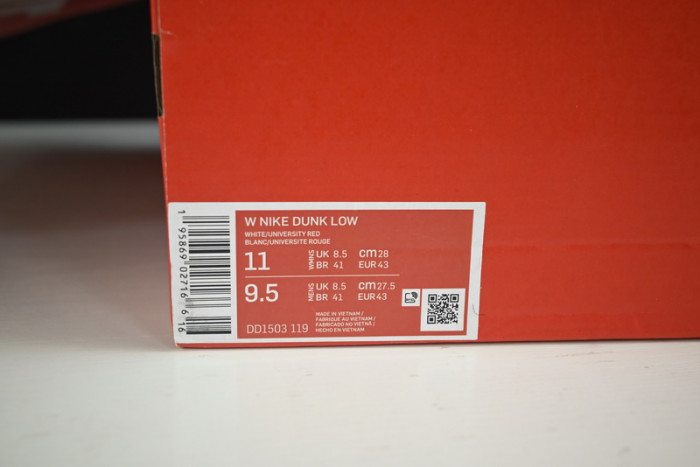 W NIKE DUNK LOW
WHITE/UNIVERSITY RED
BLANC/UNIVERSITE ROUGE
11 WMNS UK 8.5 cm 28
BR 41 EUR 43
9.5 MENS UK 8.5 cm 27.5
BR 41 EUR 43
MADE IN VIETNAM /
FABRIQUE AU VIETNAM /
FABRICADO NO VIETNÃ /
HECHO EN VIETNAM
DD1503 119
1 95869 02716 6 16